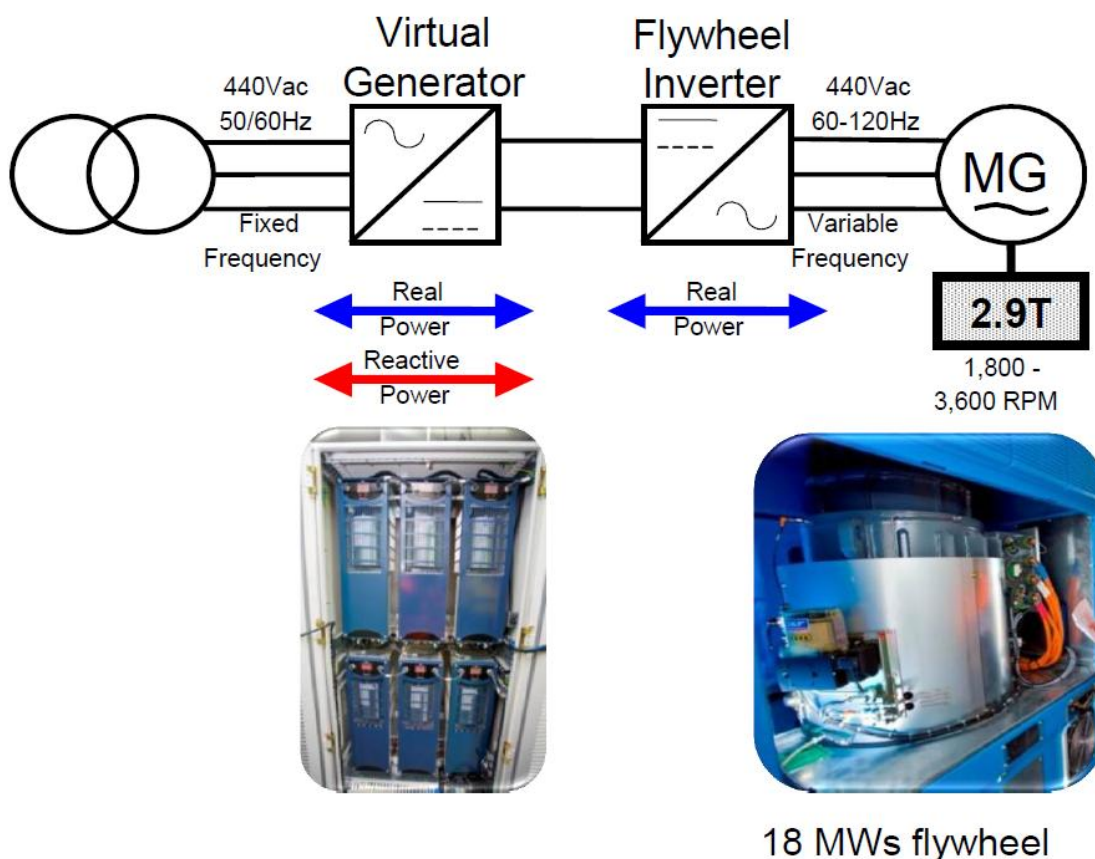 Virtual
Generator
Flywheel
Inverter
440Vac
50/60Hz
440Vac
60-120Hz
MG
Fixed
Frequency
Variable
Frequency
Real
Power
Real
Power
2.9T
Reactive
Power
1,800 -
3,600 RPM
18 MWs flywheel